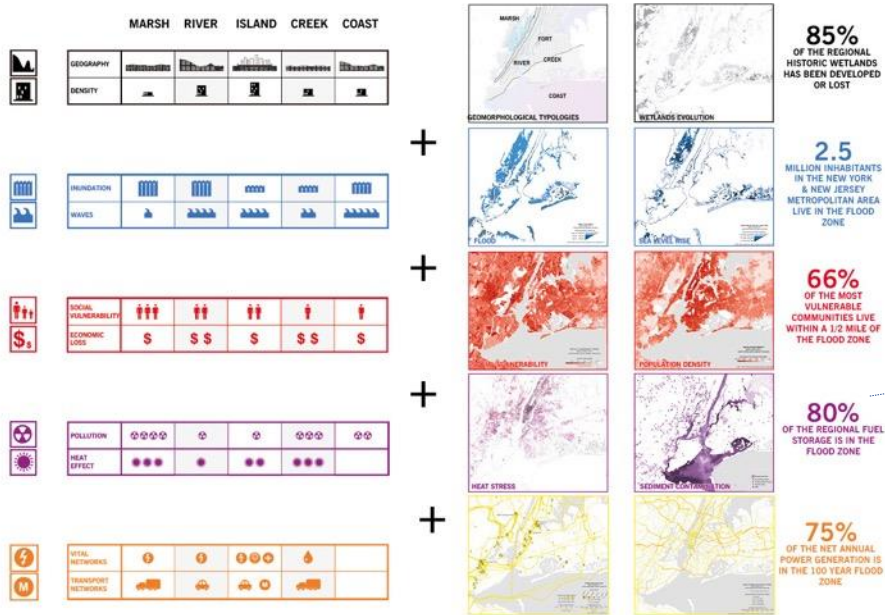 MARSH RIVER ISLAND CREEK COAST
GEOGRAPHY
DENSITY
INUNDATION
WAVES
SOCIAL
VULNERABILITY
ECONOMIC
LOSS
$ $ $ $ $ $ $
POLLUTION
HEAT
EFFECT
VITAL
NETWORKS
TRANSPORT
NETWORKS
M
M
$ $
+
+
+
+
MARSH
FORT
CREEK
RIVER
COAST
GEOMORPHOLOGICAL TYPOLOGIES
WETLANDS EVOLUTION
85%
OF THE REGIONAL
HISTORIC WETLANDS
HAS BEEN DEVELOPED
OR LOST
FLOOD
SEA LEVEL RISE
2.5
MILLION INHABITANTS
IN THE NEW YORK
& NEW JERSEY
METROPOLITAN AREA
LIVE IN THE FLOOD
ZONE
VULNERABILITY
POPULATION DENSITY
66%
OF THE MOST
VULNERABLE
COMMUNITIES LIVE
WITHIN A 1/2 MILE OF
THE FLOOD ZONE
HEAT STRESS
SEDIMENT CONTAMINATION
80%
OF THE REGIONAL FUEL
STORAGE IS IN THE
FLOOD ZONE
75%
OF THE NET ANNUAL
POWER GENERATION IS
IN THE 100 YEAR FLOOD
ZONE